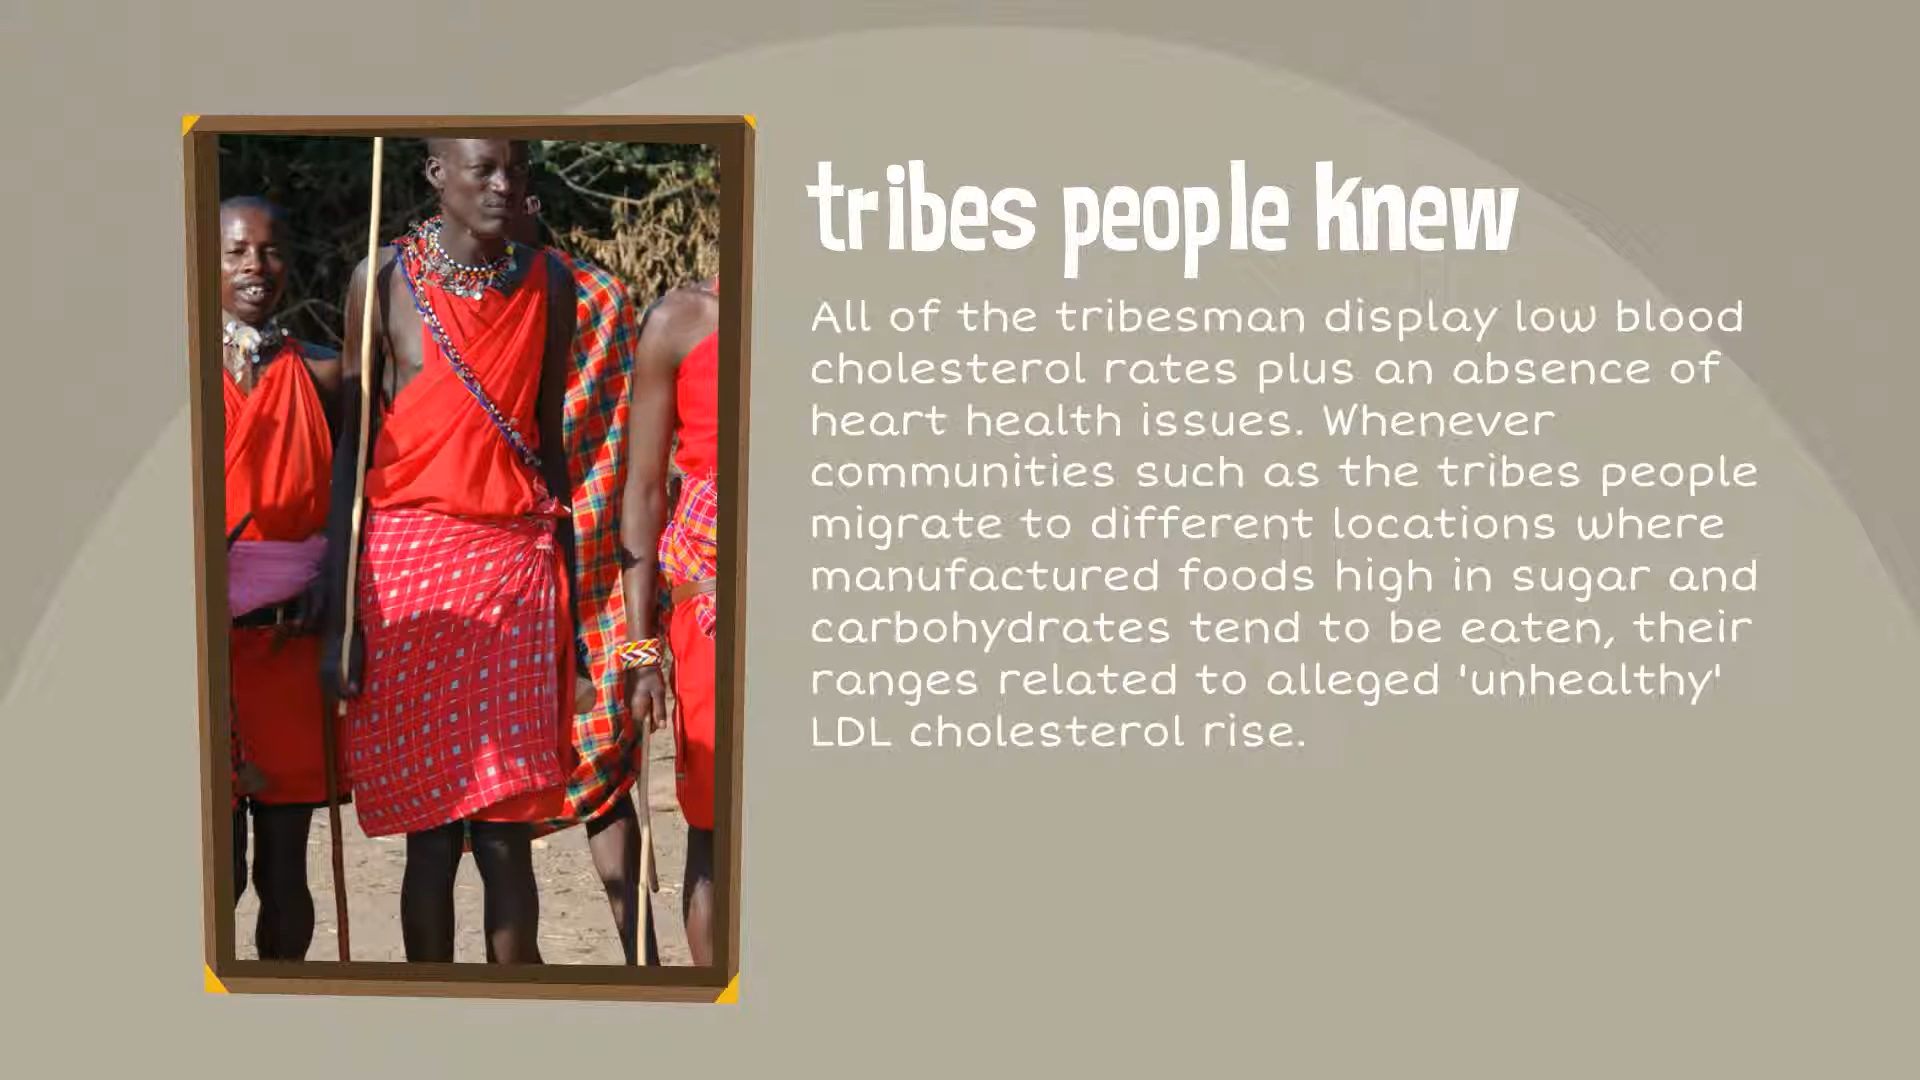 tribes people knew
All of the tribesman display low blood
cholesterol rates plus an absence of
heart health issues. Whenever
communities such as the tribes people
migrate to different locations where
manufactured foods high in sugar and
carbohydrates tend to be eaten, their
ranges related to alleged 'unhealthy'
LDL cholesterol rise.